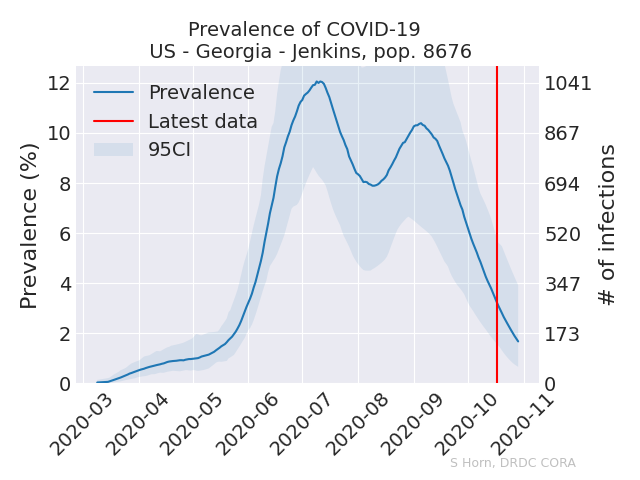 Prevalence of COVID-19
US - Georgia - Jenkins, pop. 8676
Prevalence (%)
12
10
8
6
4
2
0
Prevalence
Latest data
95CI
1041
867
694
520
347
173
0
# of infections
2020-03
2020-04
2020-05
2020-06
2020-07
2020-08
2020-09
2020-10
2020-11
S Horn, DRDC CORA